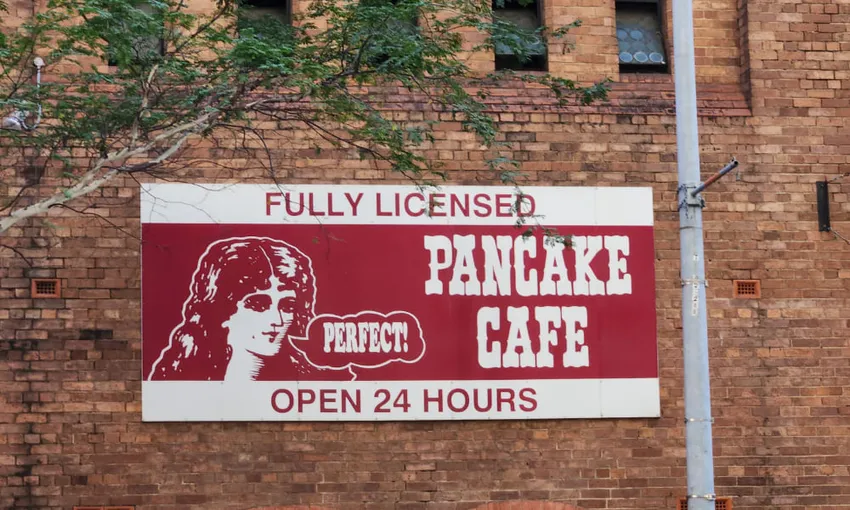 FULLY LICENSED
PANCAKE
CAFE
PERFECT!
OPEN 24 HOURS